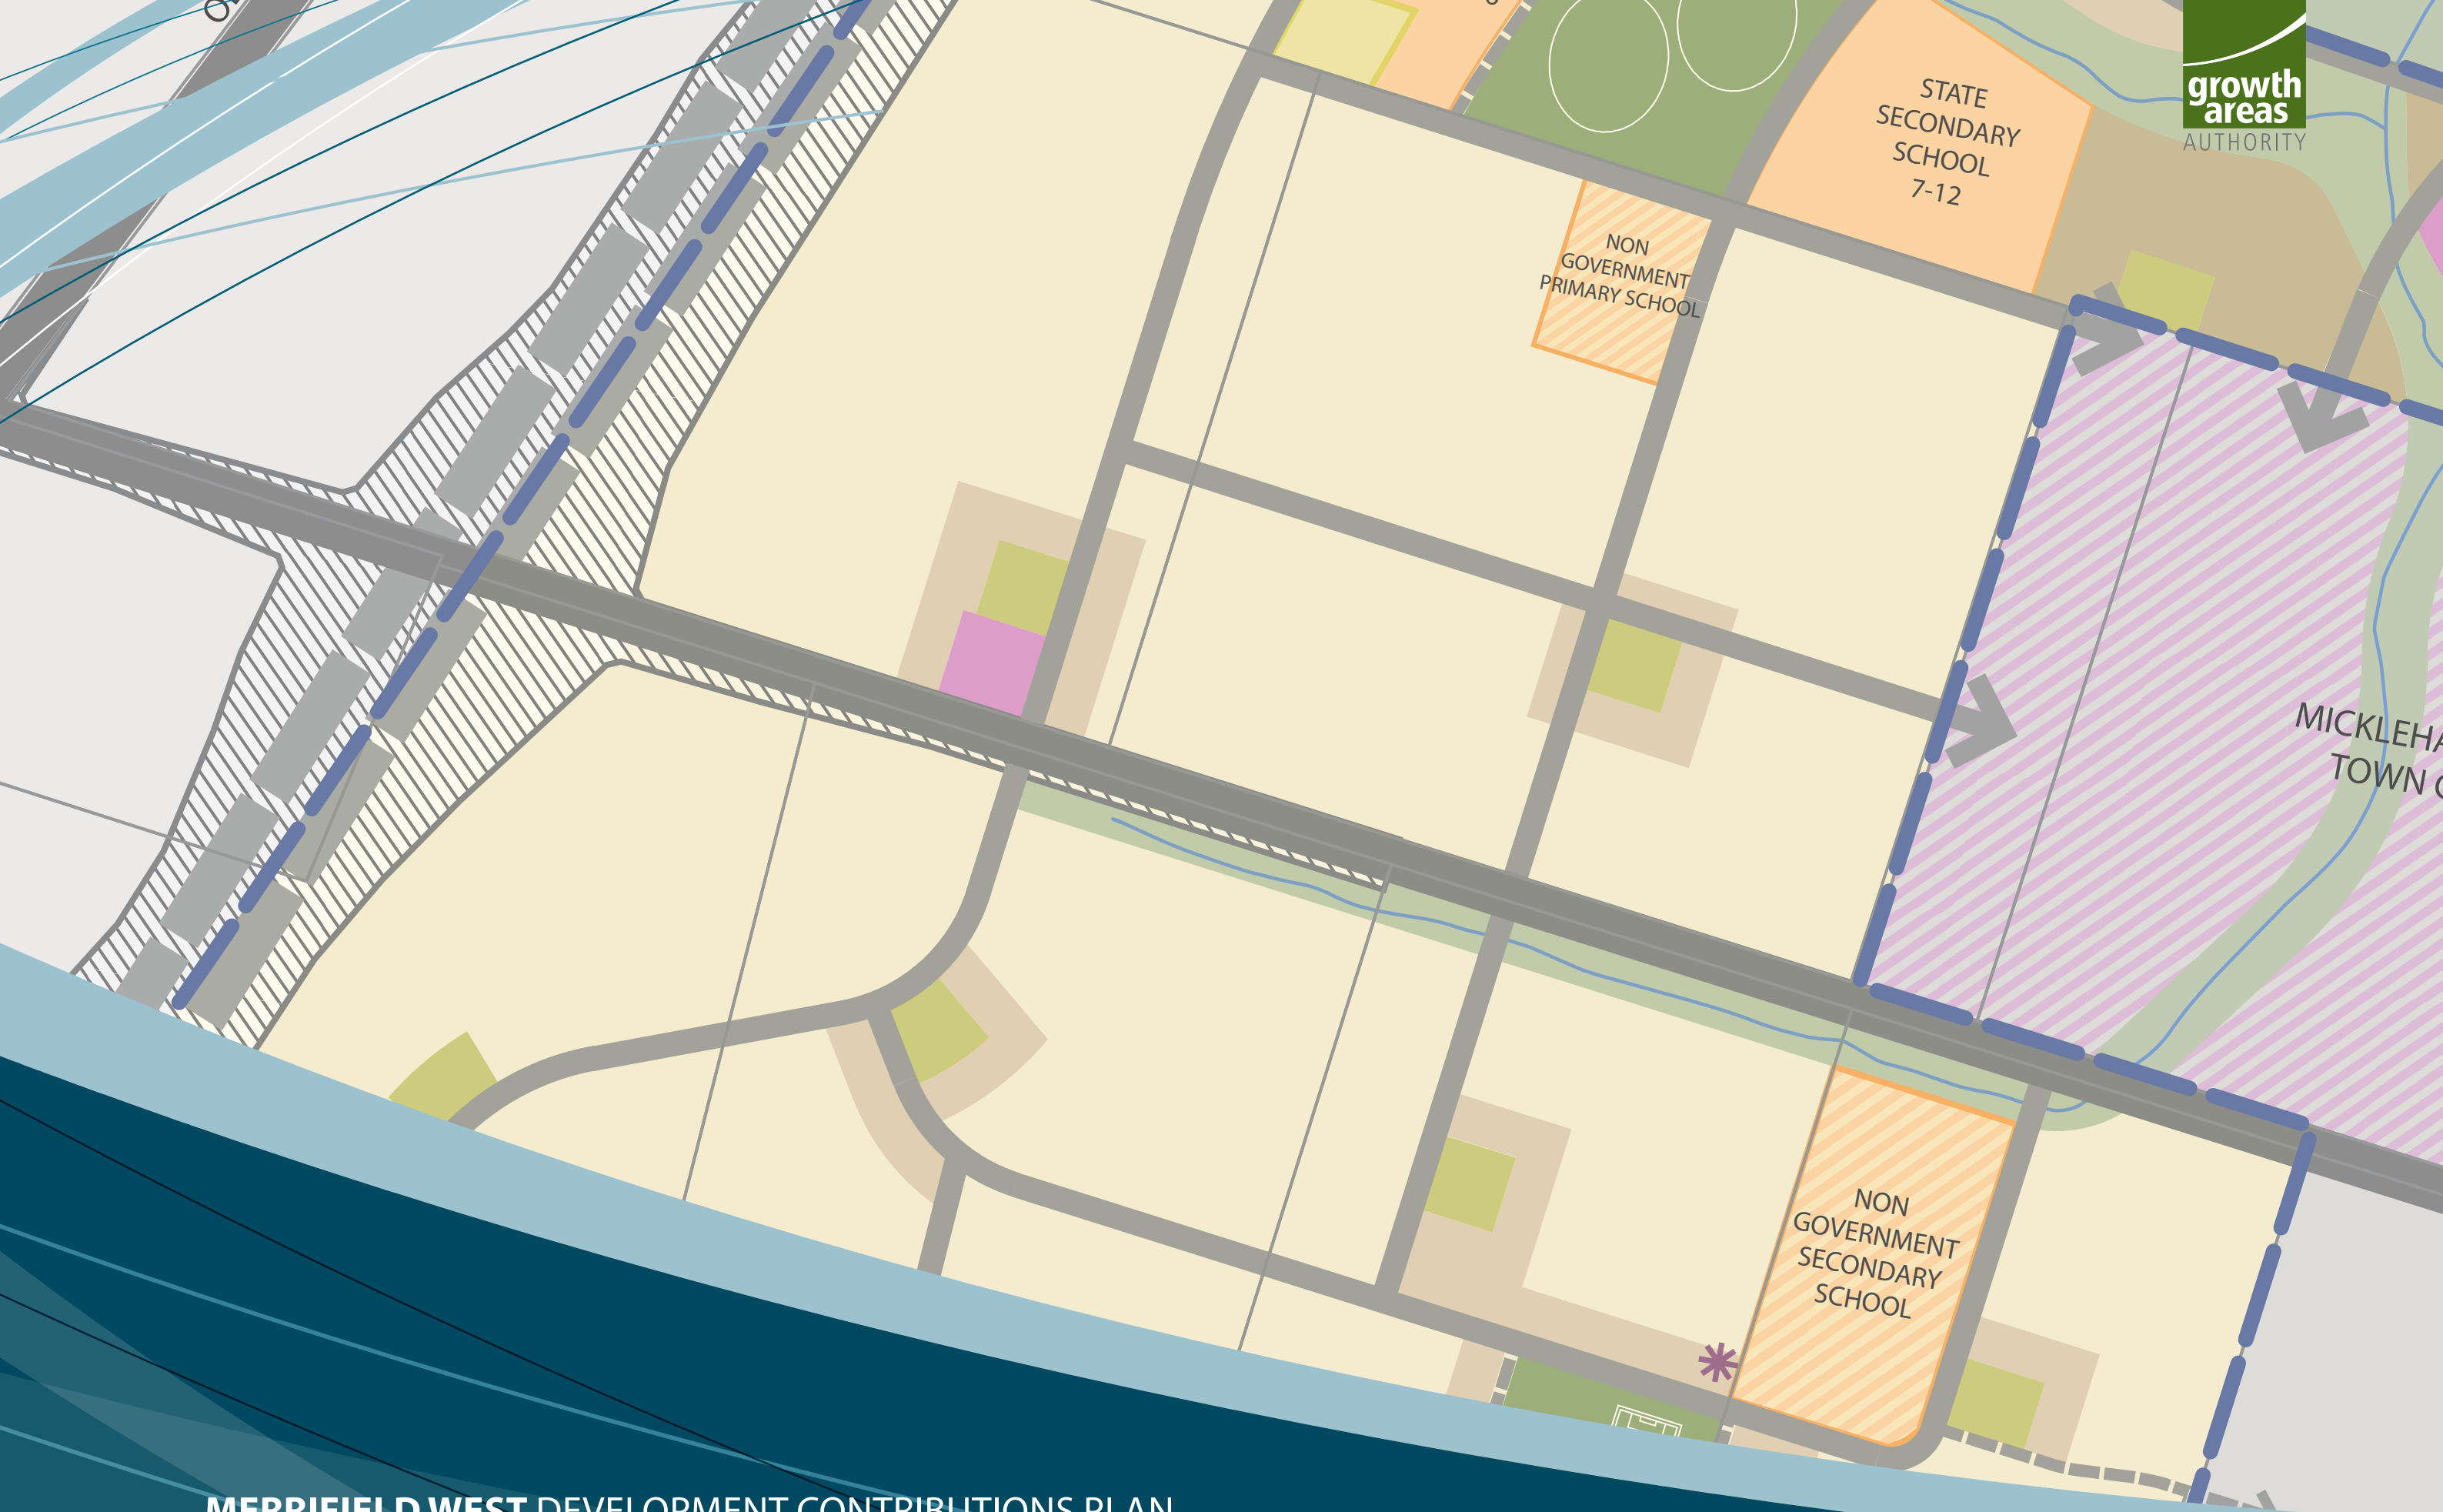 growth
areas
AUTHORITY
STATE
SECONDARY
SCHOOL
7-12
NON
GOVERNMENT
PRIMARY SCHOOL
TOWN
NON
GOVERNMENT
SECONDARY
SCHOOL
MERRIFIELD WEST DEVELOPMENT CONTRIBUTIONS PLAN